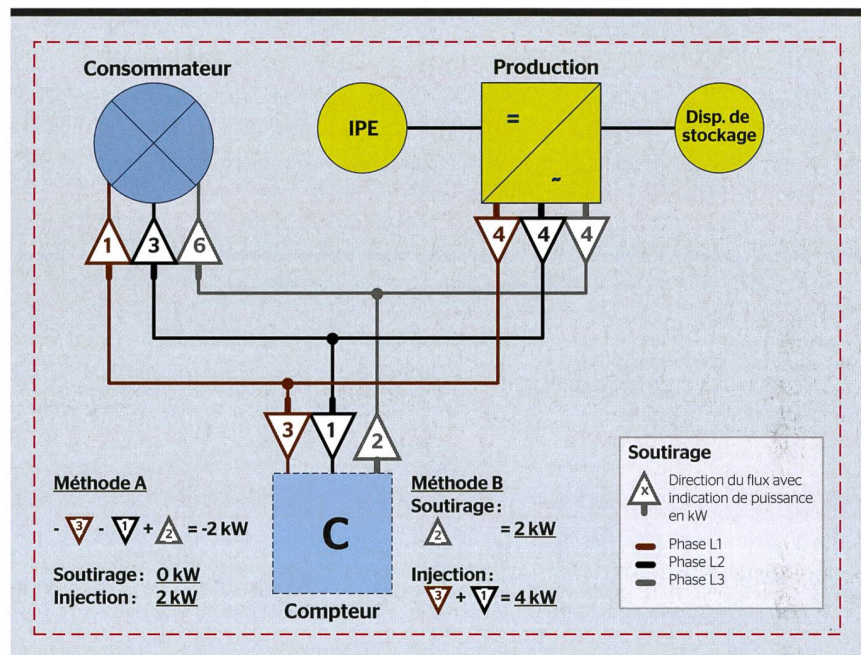 Consommateur
Production
IPE
=
~
Disp. de
stockage
1
3
6
4
4
4
3
1
2
C
Compteur
Méthode A
- 3 - 1 + 2 = -2 kW
Soutirage: 0 kW
Injection: 2 kW
Méthode B
Soutirage:
2 = 2 kW
Injection:
3 + 1 = 4 kW
Soutirage
x
Direction du flux avec
indication de puissance
en kW
Phase L1
Phase L2
Phase L3